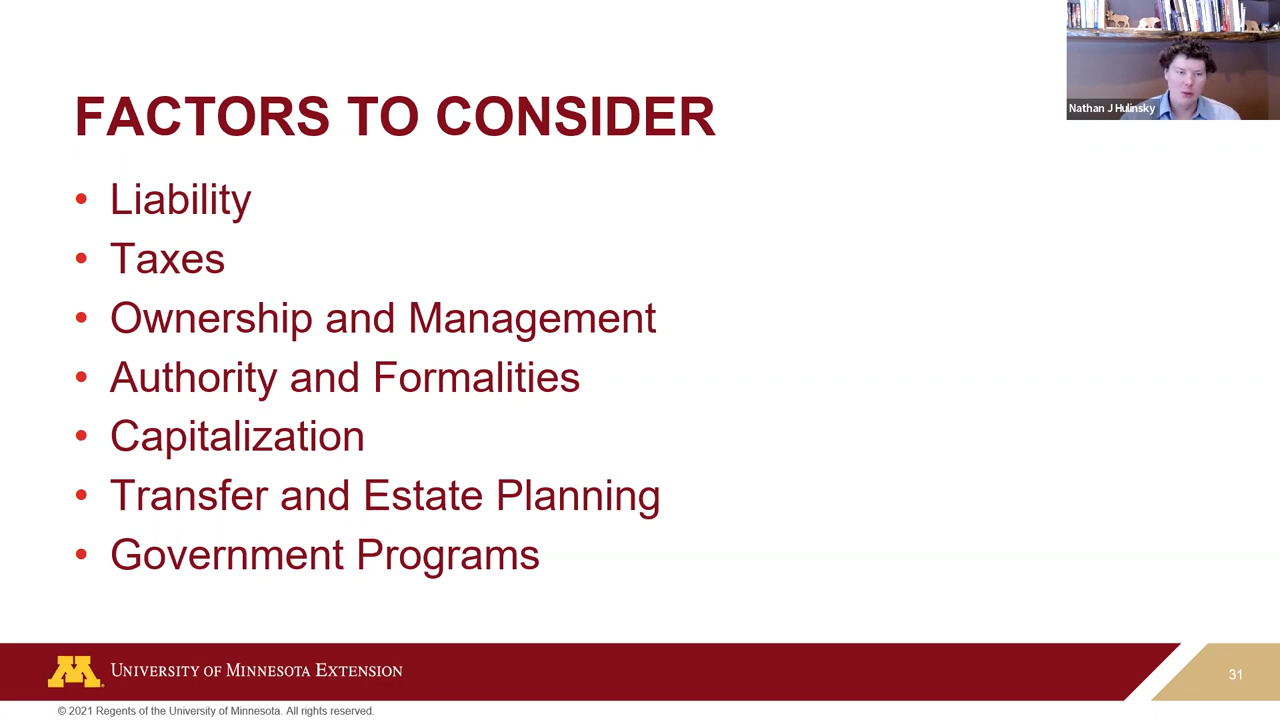 FACTORS TO CONSIDER
• Liability
• Taxes
• Ownership and Management
• Authority and Formalities
• Capitalization
• Transfer and Estate Planning
• Government Programs
Nathan J Hulinsky
M
UNIVERSITY OF MINNESOTA EXTENSION
31
© 2021 Regents of the University of Minnesota. All rights reserved.